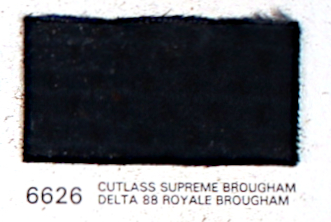 6626 CUTLASS SUPREME BROUGHAM
DELTA 88 ROYALE BROUGHAM